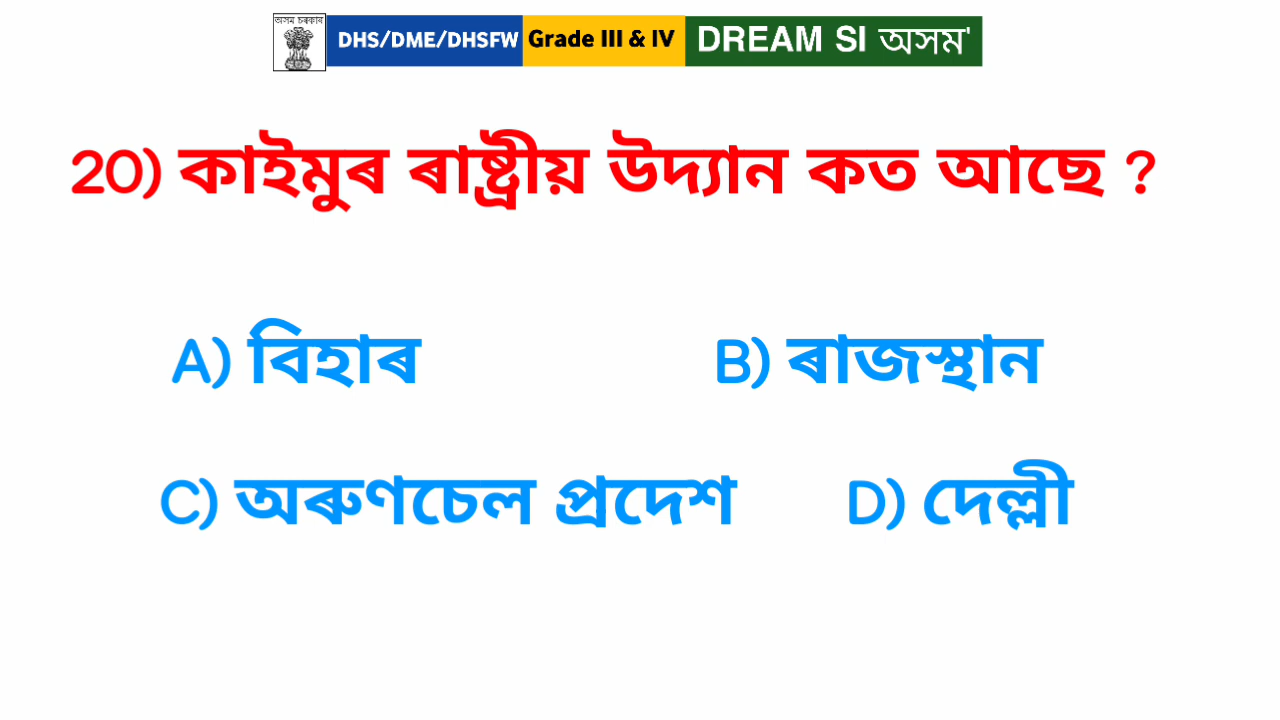 অসম চৰকাৰ
DHS/DME/DHSFW Grade III & IV DREAM SI অসম'
20) কাইমুৰ ৰাষ্ট্ৰীয় উদ্যান কত আছে ?
A) বিহাৰ B) ৰাজস্থান
C) অৰুণচেল প্ৰদেশ D) দেল্লী